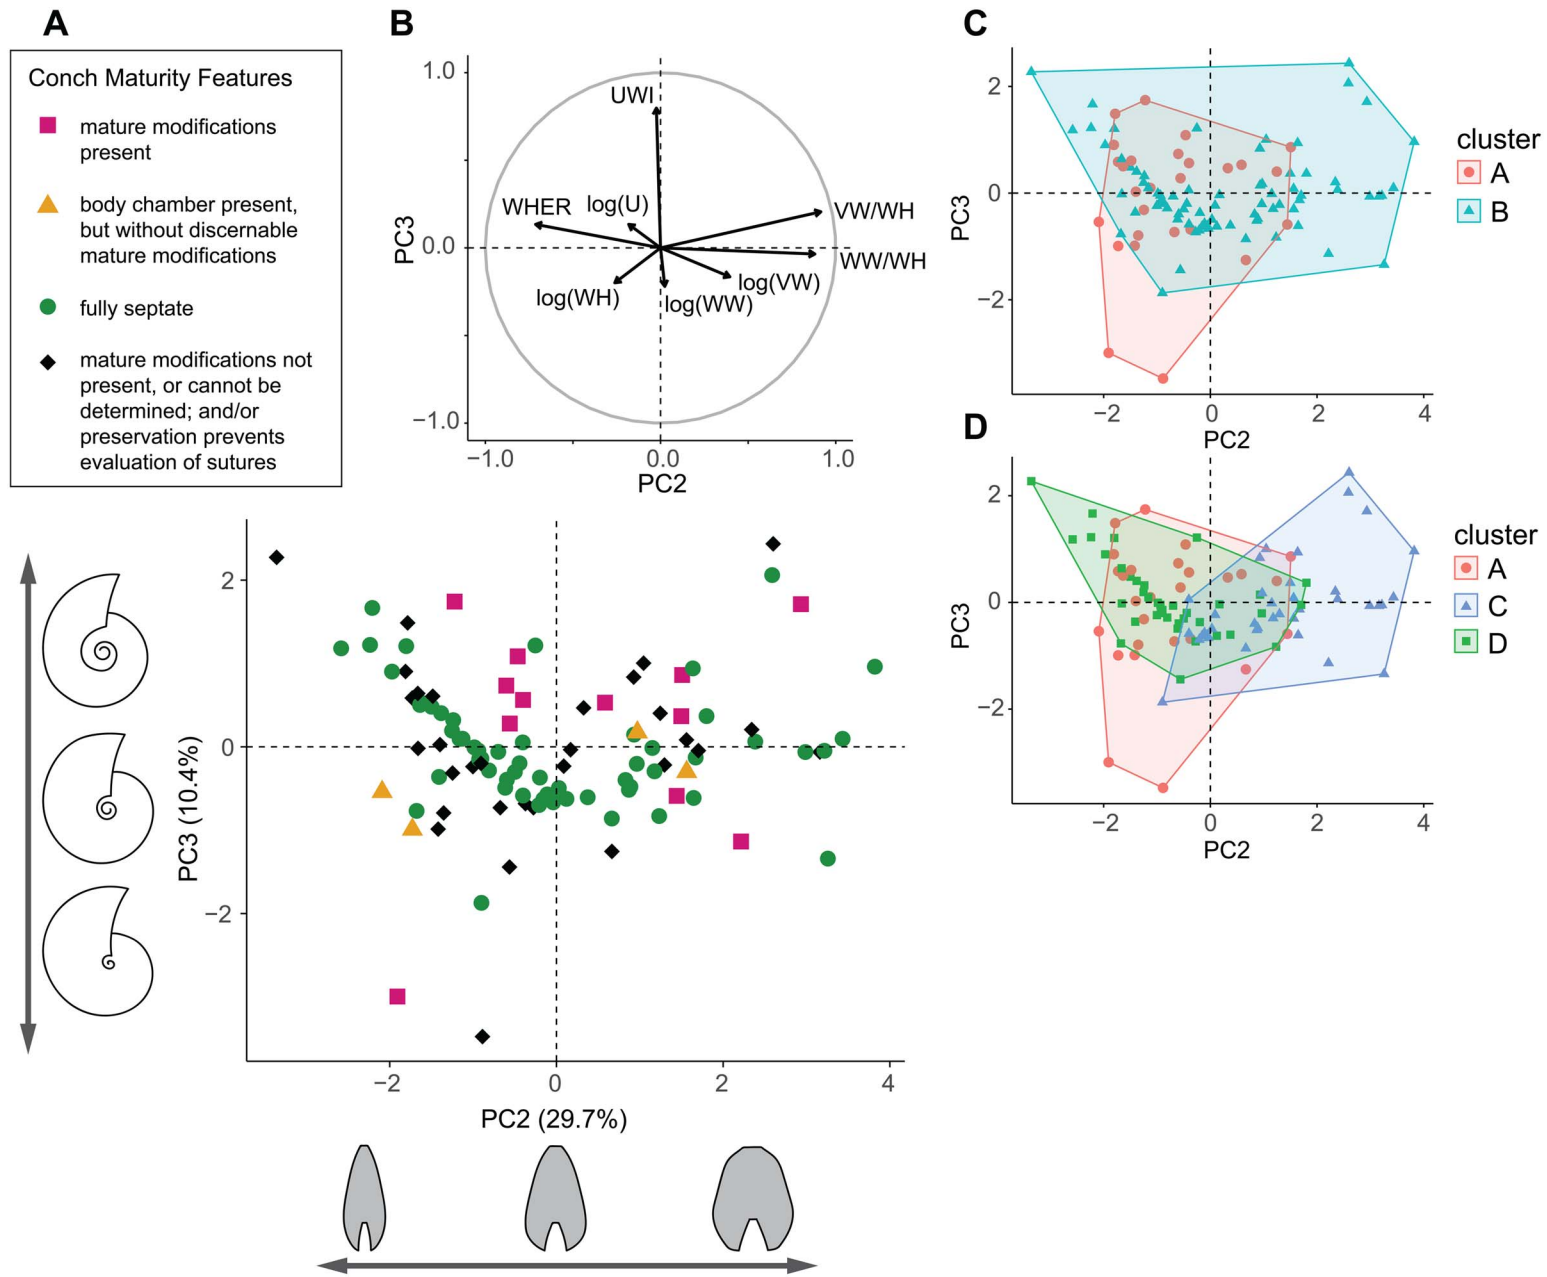 A
Conch Maturity Features
mature modifications
present
body chamber present,
but without discernable
mature modifications
fully septate
mature modifications not
present, or cannot be
determined; and/or
preservation prevents
evaluation of sutures
2
0
−2
PC3 (10.4%)
−2
0
2
4
PC2 (29.7%)
B
1.0
0.0
−1.0
PC3
UWI
WHER
log(U)
VW/WH
WW/WH
log(VW)
log(WH)
log(WW)
−1.0
0.0
1.0
PC2
C
2
0
−2
PC3
−2
0
2
4
PC2
cluster
A
B
D
2
0
−2
PC3
−2
0
2
4
PC2
cluster
A
C
D